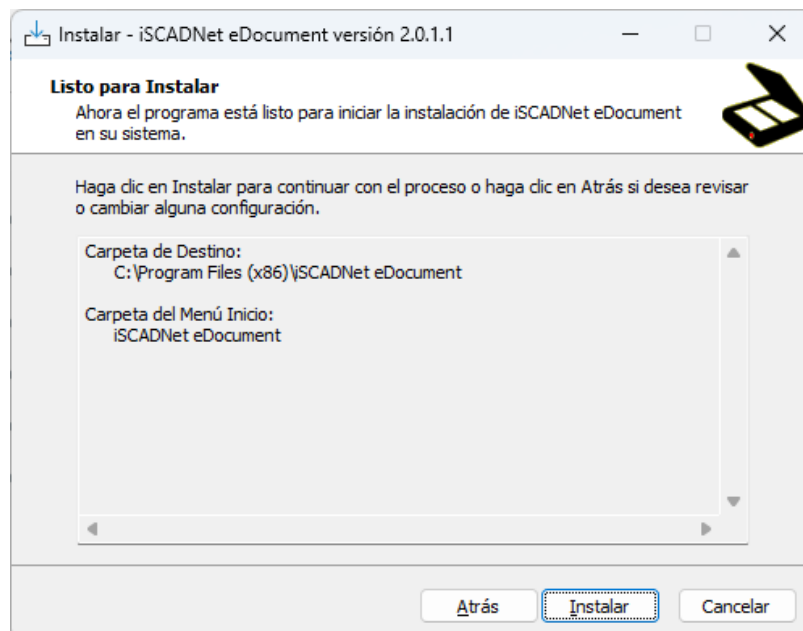 Instalar - iSCADNet eDocument versión 2.0.1.1
Listo para Instalar
Ahora el programa está listo para iniciar la instalación de iSCADNet eDocument
en su sistema.
Haga clic en Instalar para continuar con el proceso o haga clic en Atrás si desea revisar
o cambiar alguna configuración.
Carpeta de Destino:
C:\Program Files (x86)\iSCADNet eDocument
Carpeta del Menú Inicio:
iSCADNet eDocument
Atrás
Instalar
Cancelar